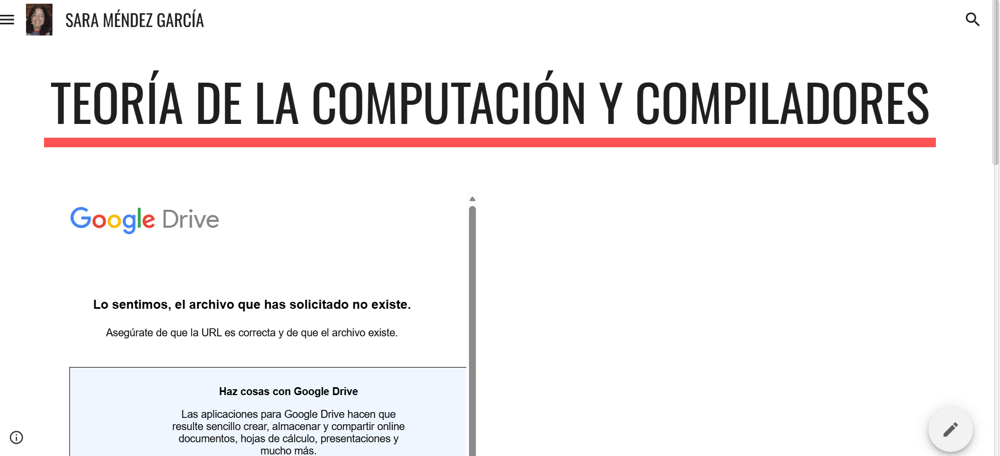 SARA MÉNDEZ GARCÍA
TEORÍA DE LA COMPUTACIÓN Y COMPILADORES
Google Drive
Lo sentimos, el archivo que has solicitado no existe.
Asegúrate de que la URL es correcta y de que el archivo existe.
Haz cosas con Google Drive
Las aplicaciones para Google Drive hacen que
resulte sencillo crear, almacenar y compartir online
documentos, hojas de cálculo, presentaciones y
mucho más.